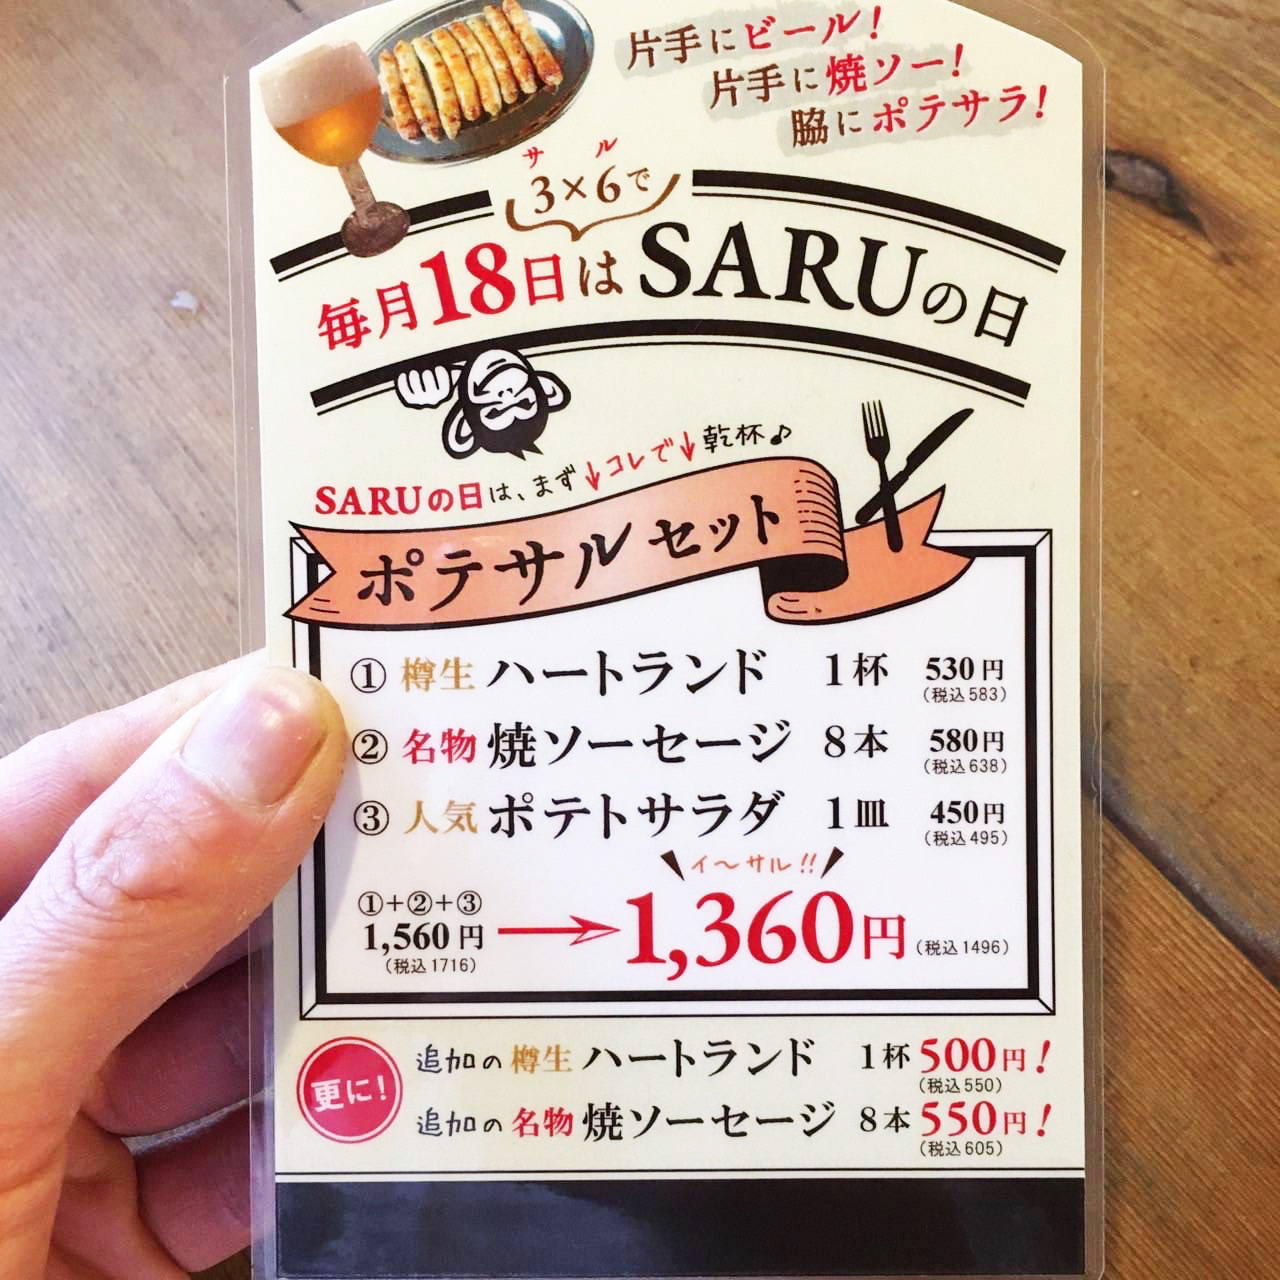 片手にビール!
片手に焼ソー!
脇にポテサラ!
サル
3×6で
毎月18日はSARUの日
SARUの日は、まず↓コレで↓乾杯♪
ポテサルセット
① 樽生 ハートランド 1杯 530円
(税込583)
② 名物 焼ソーセージ 8本 580円
(税込638)
③ 人気 ポテトサラダ 1皿 450円
(税込495)
イ〜サル!!
①+②+③
1,560円 → 1,360円(税込1496)
(税込1716)
更に!
追加の樽生 ハートランド 1杯 500円!
(税込550)
追加の名物 焼ソーセージ 8本 550円!
(税込605)